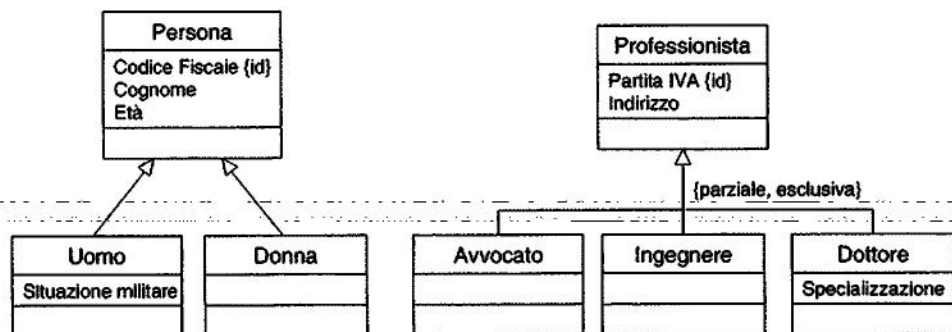 Persona
Codice Fiscale {id}
Cognome
Età
Professionista
Partita IVA {id}
Indirizzo
{parziale, esclusiva}
Uomo
Situazione militare
Donna
Avvocato
Ingegnere
Dottore
Specializzazione